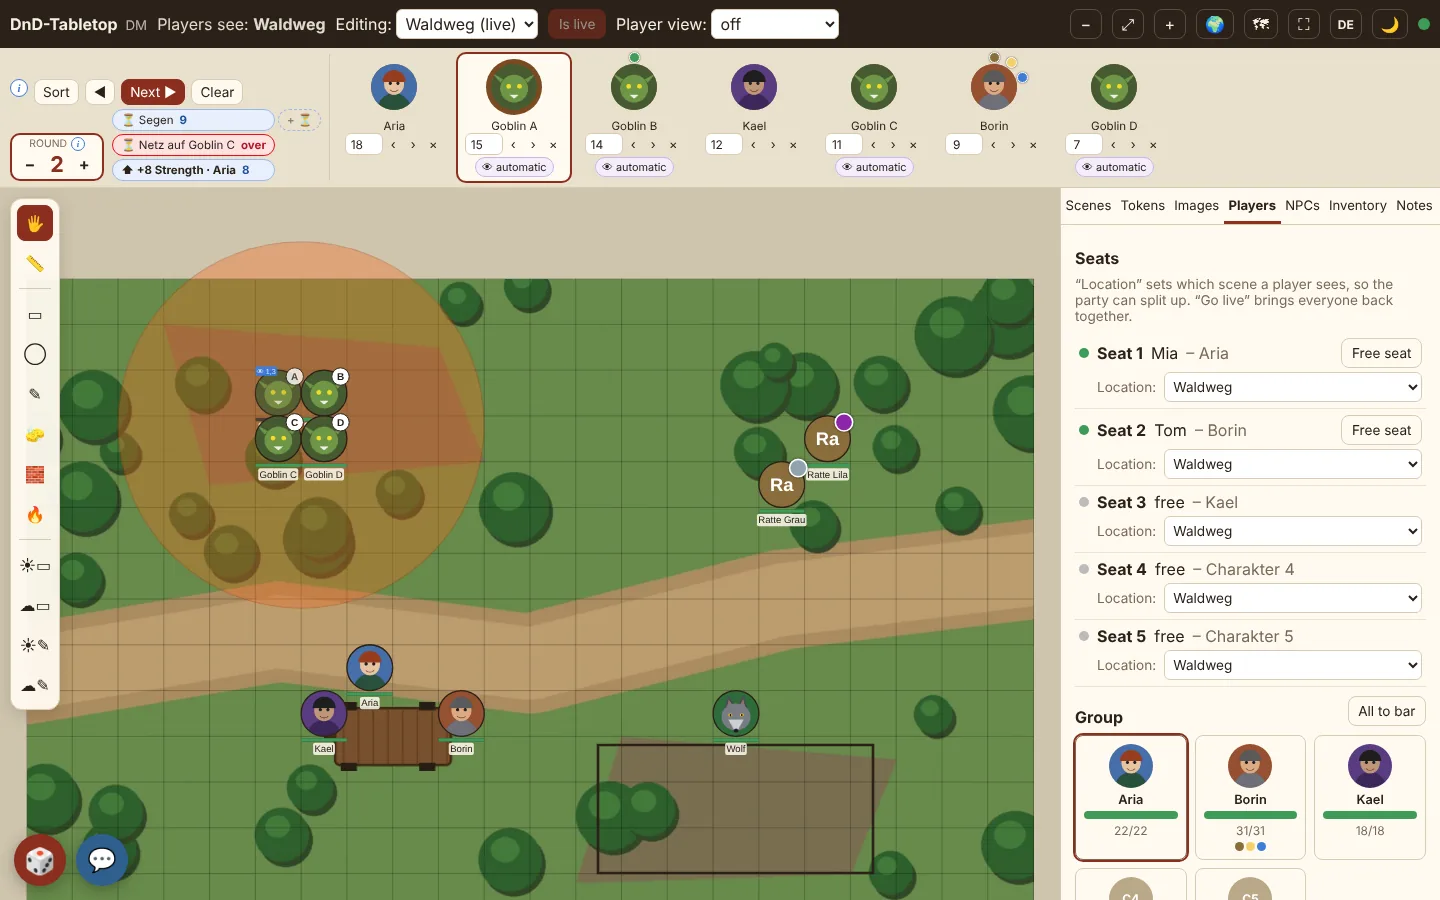 DnD-Tabletop DM Players see: Waldweg Editing: Waldweg (live) Is live Player view: off − + DE
i Sort ◀ Next ▶ Clear
ROUND i
− 2 +
Segen 9 +
Netz auf Goblin C over
+8 Strength · Aria 8
Aria
18 ‹ › ×
Goblin A
15 ‹ › ×
automatic
Goblin B
14 ‹ › ×
automatic
Kael
12 ‹ › ×
Goblin C
11 ‹ › ×
automatic
Borin
9 ‹ › ×
Goblin D
7 ‹ › ×
automatic
1,3
A
B
C
D
Goblin C
Goblin D
Ra
Ratte Lila
Ra
Ratte Grau
Aria
Kael
Borin
Wolf
Scenes Tokens Images Players NPCs Inventory Notes
Seats
“Location” sets which scene a player sees, so the
party can split up. “Go live” brings everyone back
together.
Seat 1 Mia – Aria Free seat
Location: Waldweg
Seat 2 Tom – Borin Free seat
Location: Waldweg
Seat 3 free – Kael
Location: Waldweg
Seat 4 free – Charakter 4
Location: Waldweg
Seat 5 free – Charakter 5
Location: Waldweg
Group All to bar
Aria
22/22
Borin
31/31
Kael
18/18
C4
C5